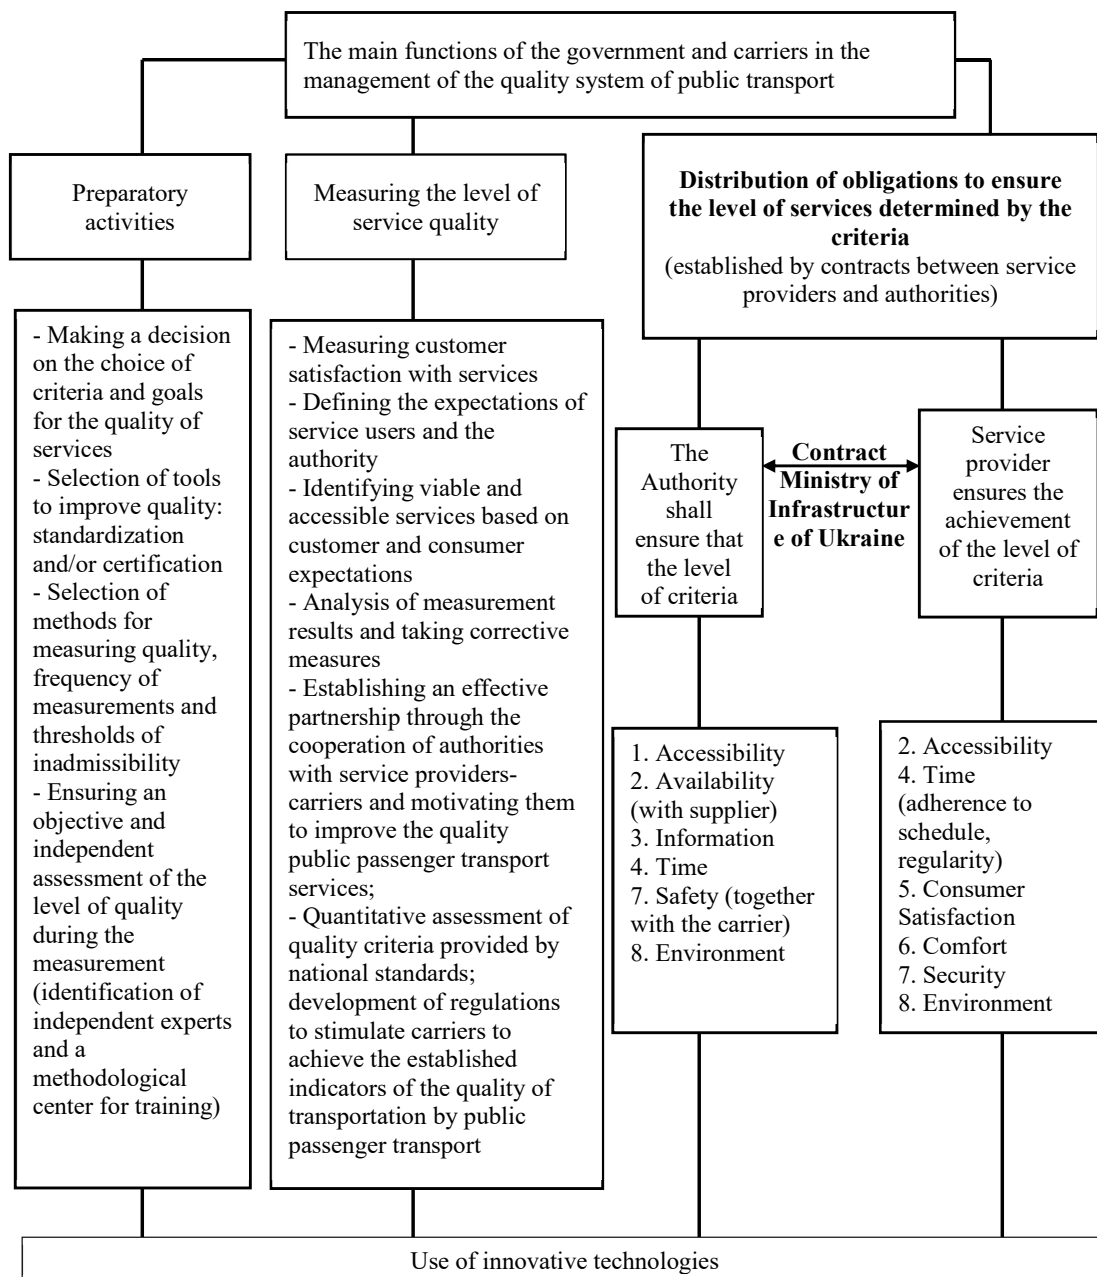 The main functions of the government and carriers in the
management of the quality system of public transport
Preparatory
activities
Measuring the level of
service quality
Distribution of obligations to ensure
the level of services determined by the
criteria
(established by contracts between service
providers and authorities)
- Making a decision
on the choice of
criteria and goals
for the quality of
services
- Selection of tools
to improve quality:
standardization
and/or certification
- Selection of
methods for
measuring quality,
frequency of
measurements and
thresholds of
inadmissibility
- Ensuring an
objective and
independent
assessment of the
level of quality
during the
measurement
(identification of
independent experts
and a
methodological
center for training)
- Measuring customer
satisfaction with services
- Defining the expectations of
service users and the
authority
- Identifying viable and
accessible services based on
customer and consumer
expectations
- Analysis of measurement
results and taking corrective
measures
- Establishing an effective
partnership through the
cooperation of authorities
with service providers-
carriers and motivating them
to improve the quality
public passenger transport
services;
- Quantitative assessment of
quality criteria provided by
national standards;
development of regulations
to stimulate carriers to
achieve the established
indicators of the quality of
transportation by public
passenger transport
The
Authority
shall
ensure that
the level
of criteria
Contract
Ministry of
Infrastructur
e of Ukraine
Service
provider
ensures the
achievement
of the level of
criteria
1. Accessibility
2. Availability
(with supplier)
3. Information
4. Time
7. Safety (together
with the carrier)
8. Environment
2. Accessibility
4. Time
(adherence to
schedule,
regularity)
5. Consumer
Satisfaction
6. Comfort
7. Security
8. Environment
Use of innovative technologies